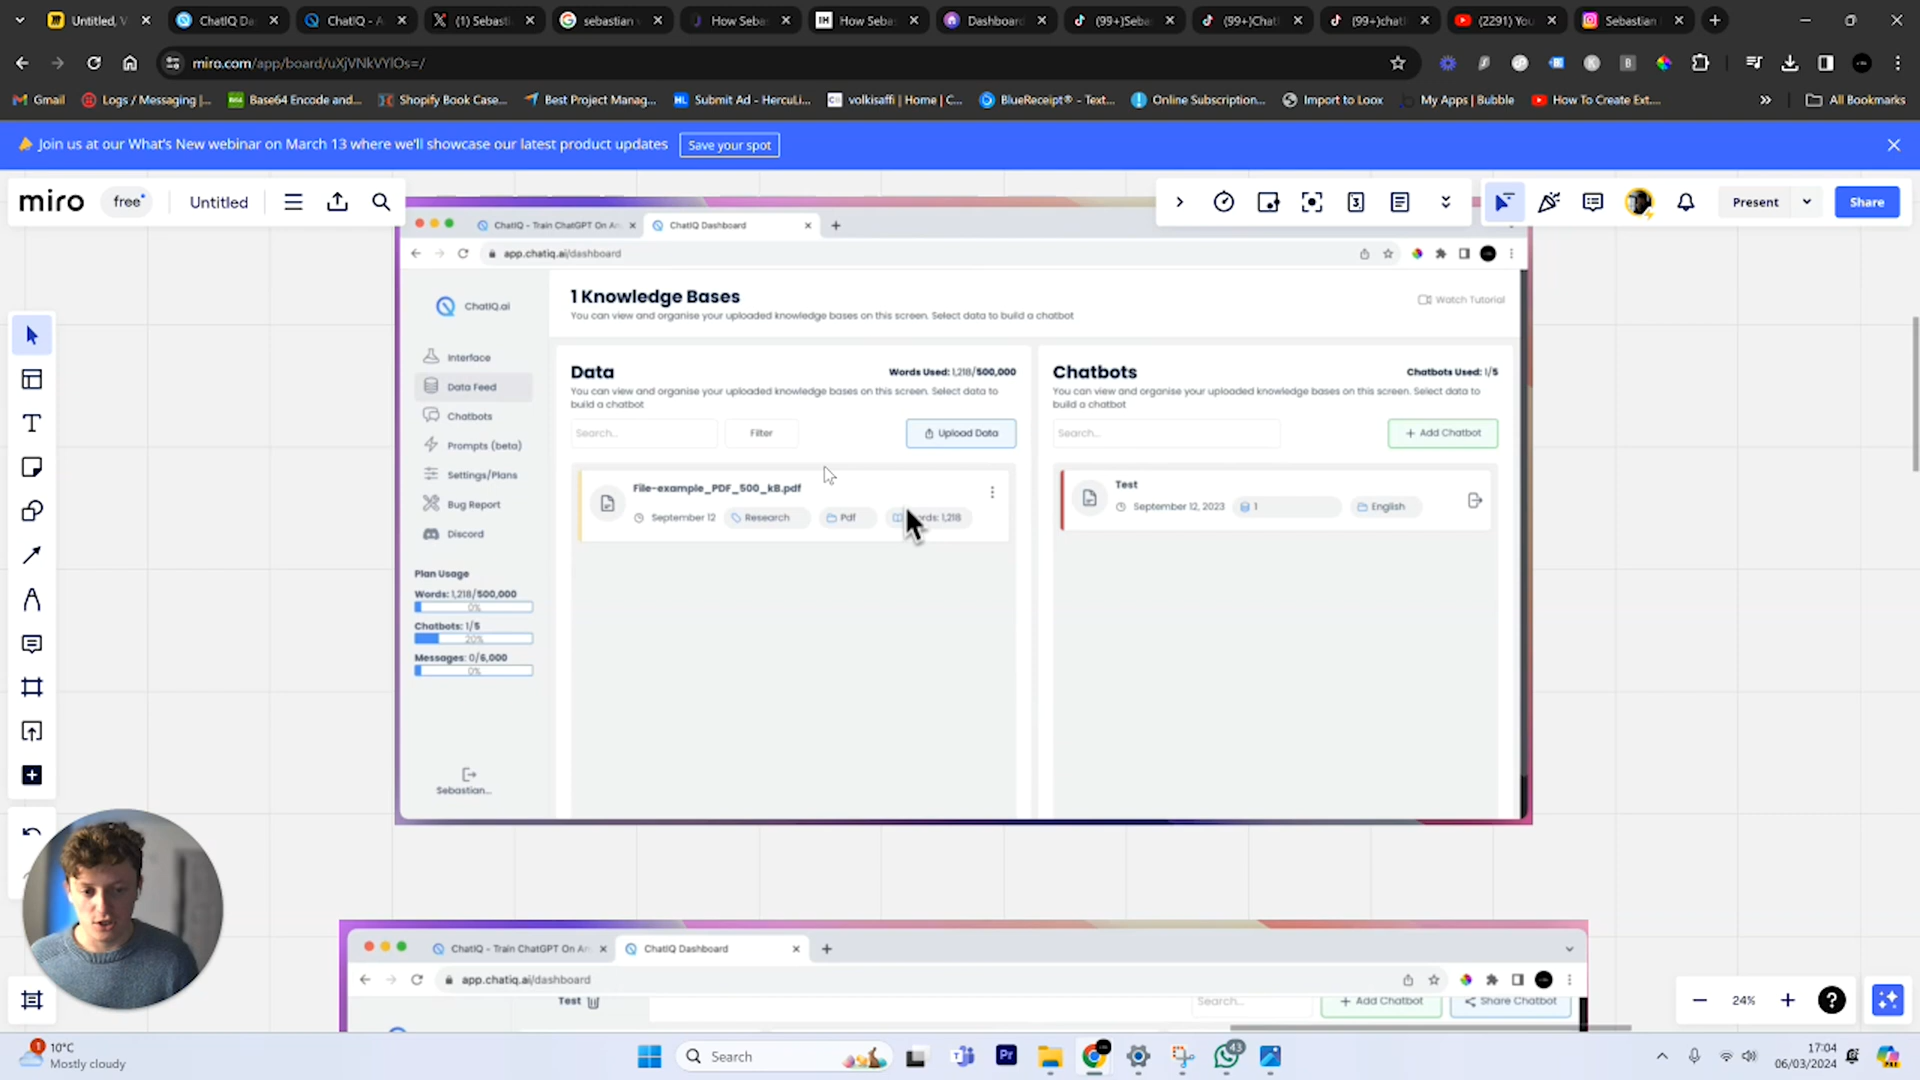 Untitled, V
ChatIQ Da
ChatIQ - A
(1) Sebasti
sebastian
How Seba
How Seba
Dashboard
(99+)Seba
(99+)Chat
(99+)chat
(2291) You
Sebastian
miro.com/app/board/uXjVNkVYlOs=/
Gmail
Logs / Messaging |...
Base64 Encode and...
Shopify Book Case...
Best Project Manag...
Submit Ad - HercuLi...
volkisaffi | Home | C...
BlueReceipt® - Text...
Online Subscription...
Import to Loox
My Apps | Bubble
How To Create Ext....
All Bookmarks
Join us at our What's New webinar on March 13 where we'll showcase our latest product updates
Save your spot
miro
free
Untitled
3
Present
Share
ChatIQ - Train ChatGPT On An
ChatIQ Dashboard
app.chatiq.ai/dashboard
ChatIQ.ai
Interface
Data Feed
Chatbots
Prompts (beta)
Settings/Plans
Bug Report
Discord
Plan Usage
Words: 1,218/500,000
0%
Chatbots: 1/5
20%
Messages: 0/6,000
0%
Sebastian...
1 Knowledge Bases
Watch Tutorial
You can view and organise your uploaded knowledge bases on this screen. Select data to build a chatbot
Data
Words Used: 1,218/500,000
You can view and organise your uploaded knowledge bases on this screen. Select data to
build a chatbot
Search...
Filter
Upload Data
File-example_PDF_500_kB.pdf
September 12
Research
Pdf
ords: 1,218
Chatbots
Chatbots Used: 1/5
You can view and organise your uploaded knowledge bases on this screen. Select data to
build a chatbot
Search...
+ Add Chatbot
Test
September 12, 2023
1
English
ChatIQ - Train ChatGPT On An
ChatIQ Dashboard
app.chatiq.ai/dashboard
Test
Search...
+ Add Chatbot
Share Chatbot
24%
1
10°C
Mostly cloudy
Search
Pr
43
17:04
06/03/2024